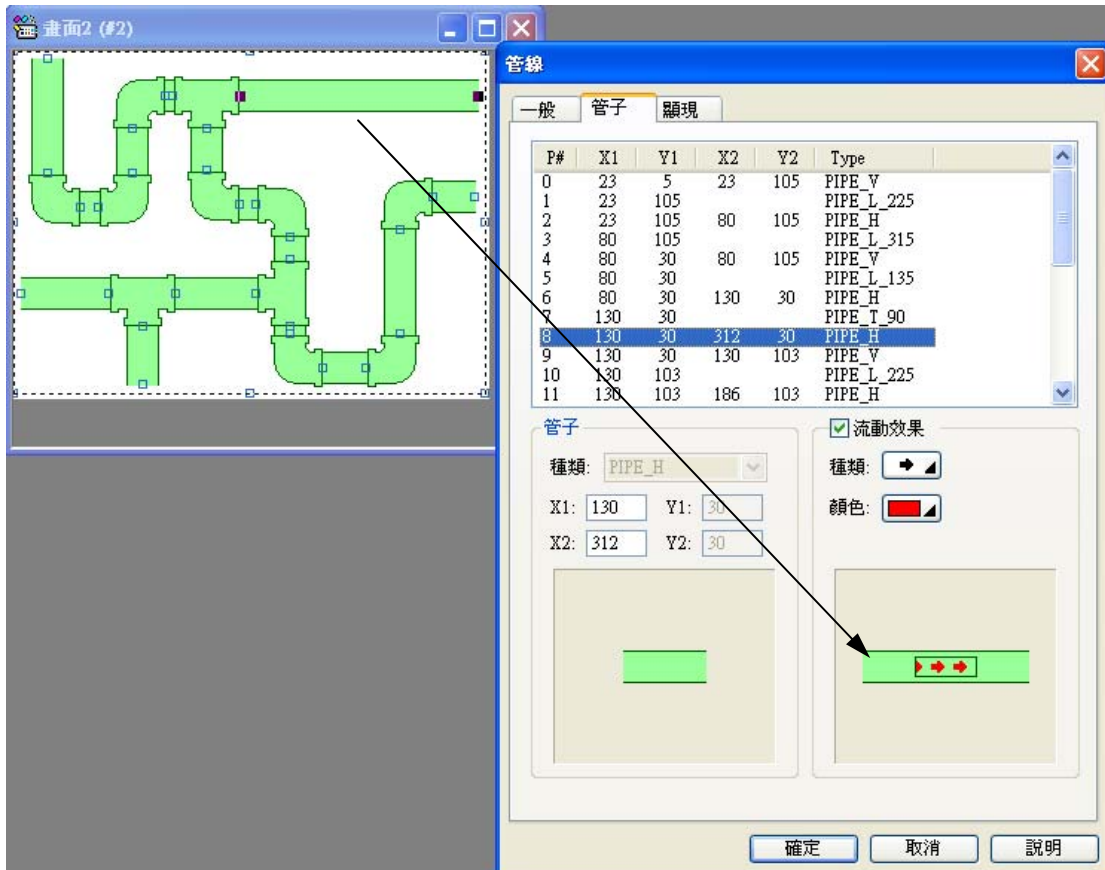 畫面2 (#2)
管線
一般 管子 顯現
P# X1 Y1 X2 Y2 Type
0 23 5 23 105 PIPE_V
1 23 105 PIPE_L_225
2 23 105 80 105 PIPE_H
3 80 105 PIPE_L_315
4 80 30 80 105 PIPE_V
5 80 30 PIPE_L_135
6 80 30 130 30 PIPE_H
7 130 30 PIPE_T_90
8 130 30 312 30 PIPE_H
9 130 30 130 103 PIPE_V
10 130 103 PIPE_L_225
11 130 103 186 103 PIPE_H
管子
種類: PIPE_H
X1: 130 Y1: 30
X2: 312 Y2: 30
流動效果
種類:
顏色:
確定 取消 說明